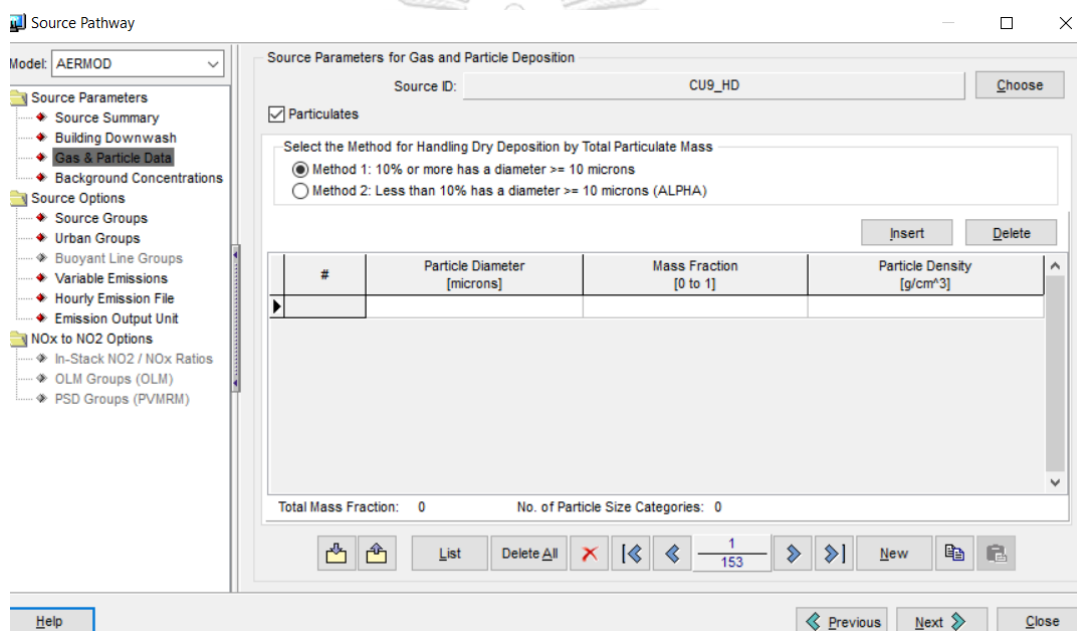 Source Pathway
Model: AERMOD
Source Parameters
Source Summary
Building Downwash
Gas & Particle Data
Background Concentrations
Source Options
Source Groups
Urban Groups
Buoyant Line Groups
Variable Emissions
Hourly Emission File
Emission Output Unit
NOx to NO2 Options
In-Stack NO2 / NOx Ratios
OLM Groups (OLM)
PSD Groups (PVMRM)
Source Parameters for Gas and Particle Deposition
Source ID: CU9_HD Choose
Particulates
Select the Method for Handling Dry Deposition by Total Particulate Mass
Method 1: 10% or more has a diameter >= 10 microns
Method 2: Less than 10% has a diameter >= 10 microns (ALPHA)
Insert Delete
# Particle Diameter Mass Fraction Particle Density
[microns] [0 to 1] [g/cm^3]
Total Mass Fraction: 0 No. of Particle Size Categories: 0
List Delete All 1 New
153
Help Previous Next Close